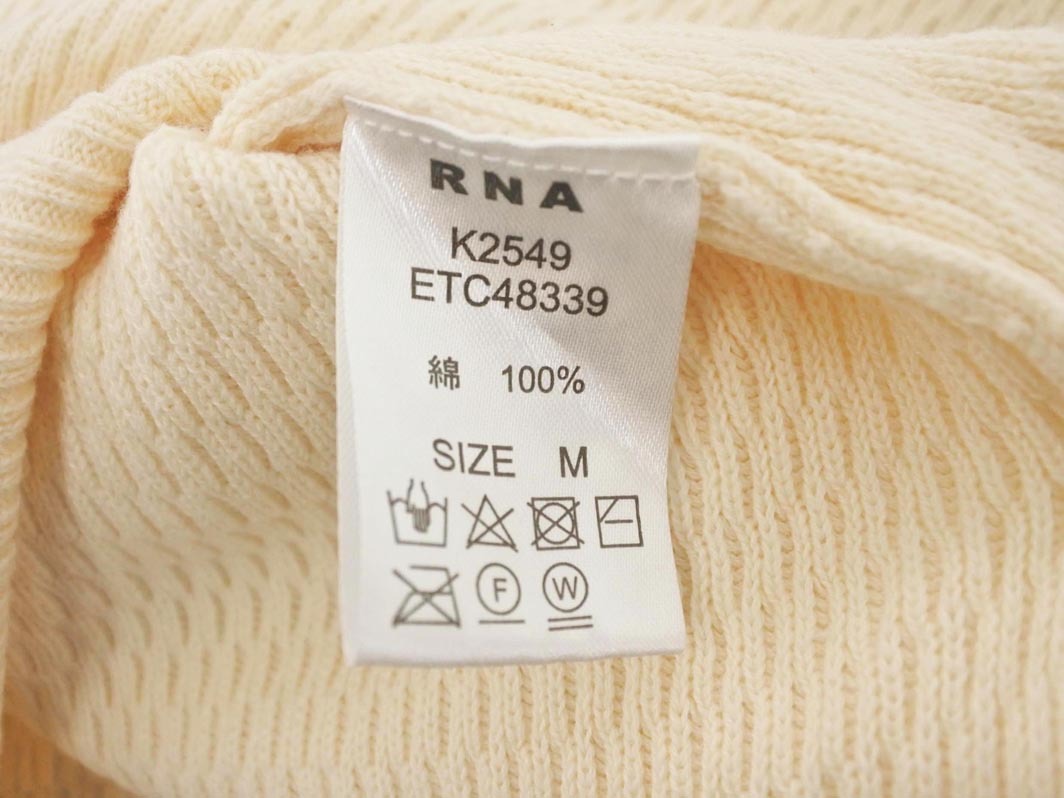 RNA
K2549
ETC48339
綿 100%
SIZE M
F W